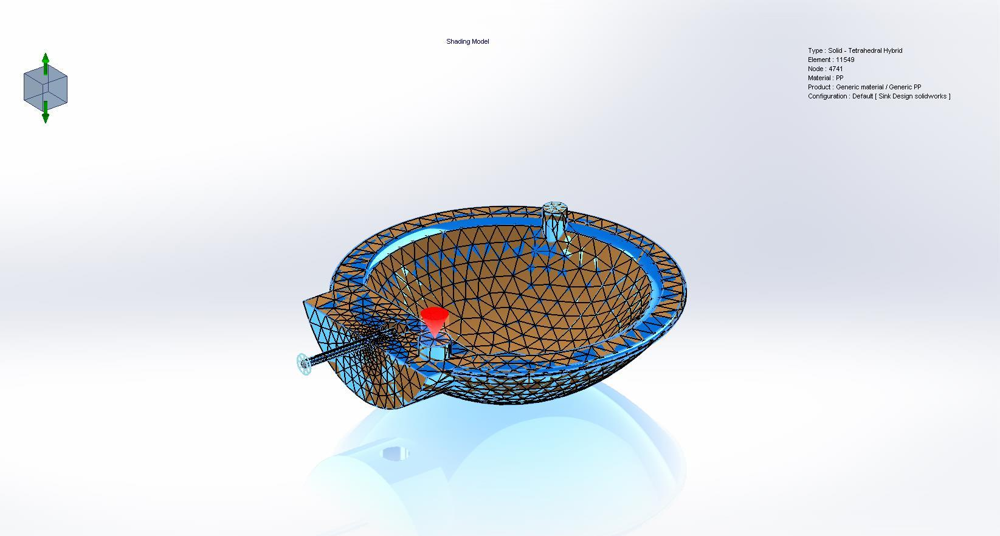 Shading Model
Type : Solid - Tetrahedral Hybrid
Element : 11549
Node : 4741
Material : PP
Product : Generic material / Generic PP
Configuration : Default [ Sink Design solidworks ]